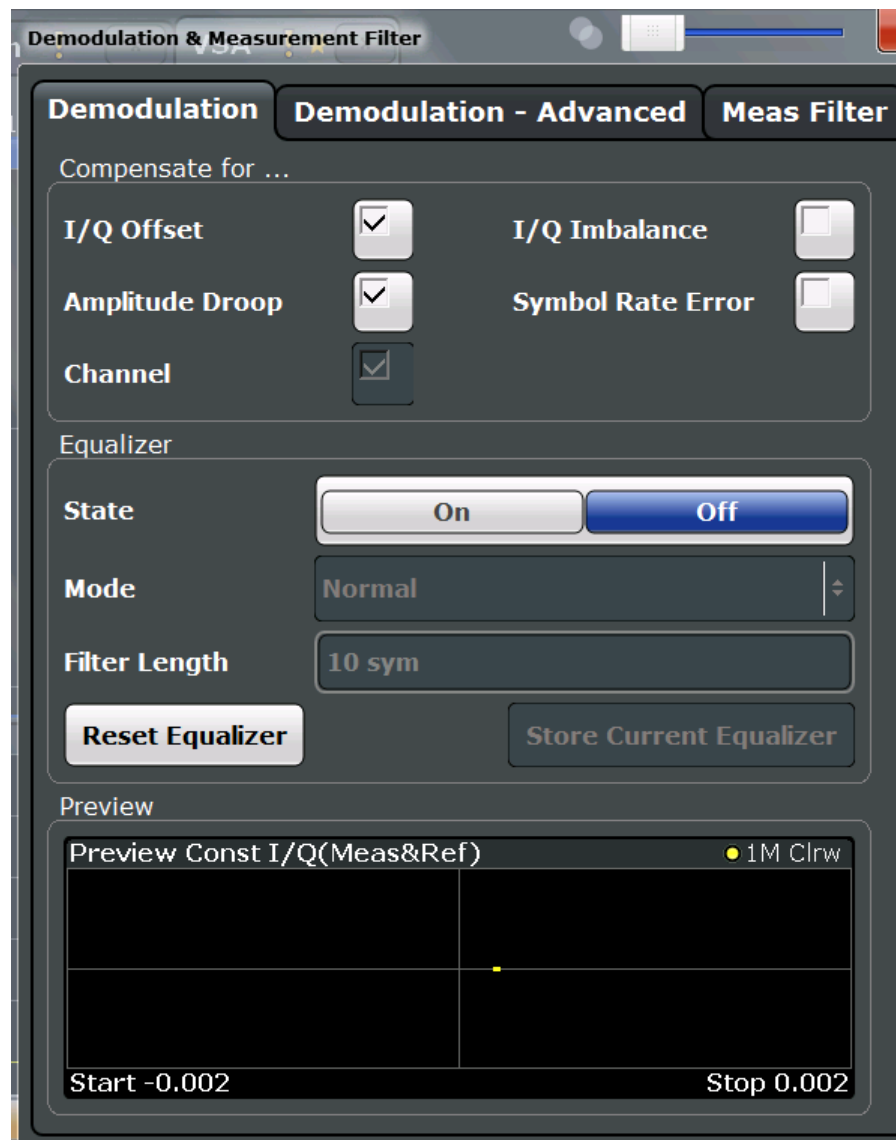 Demodulation & Measurement Filter
VSA
Demodulation
Demodulation - Advanced
Meas Filter
Compensate for ...
I/Q Offset
I/Q Imbalance
Amplitude Droop
Symbol Rate Error
Channel
Equalizer
State
On
Off
Mode
Normal
Filter Length
10 sym
Reset Equalizer
Store Current Equalizer
Preview
Preview Const I/Q(Meas&Ref)
1M Clrw
Start -0.002
Stop 0.002